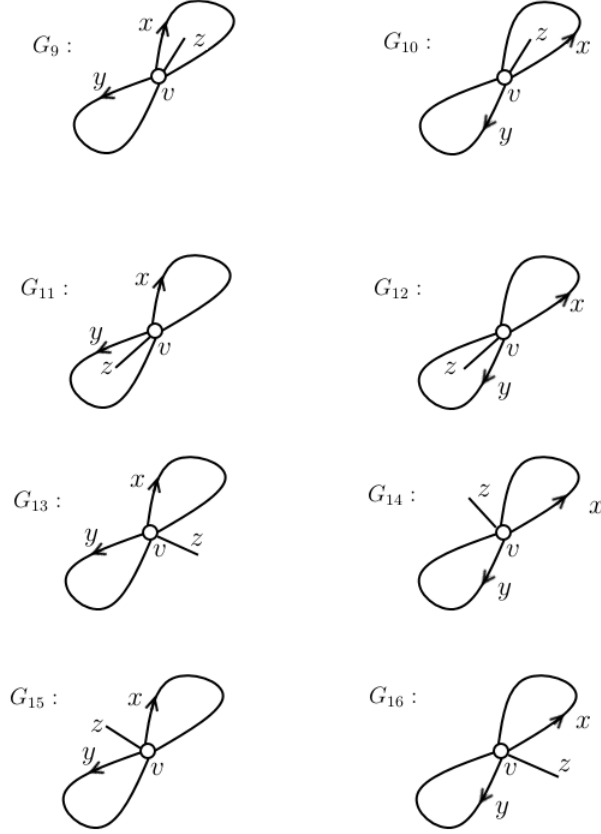 G₉ : x z y v
G₁₀ : z x v y
G₁₁ : x y v z
G₁₂ : x v z y
G₁₃ : x y z v
G₁₄ : z x v y
G₁₅ : x z y v
G₁₆ : x v z y